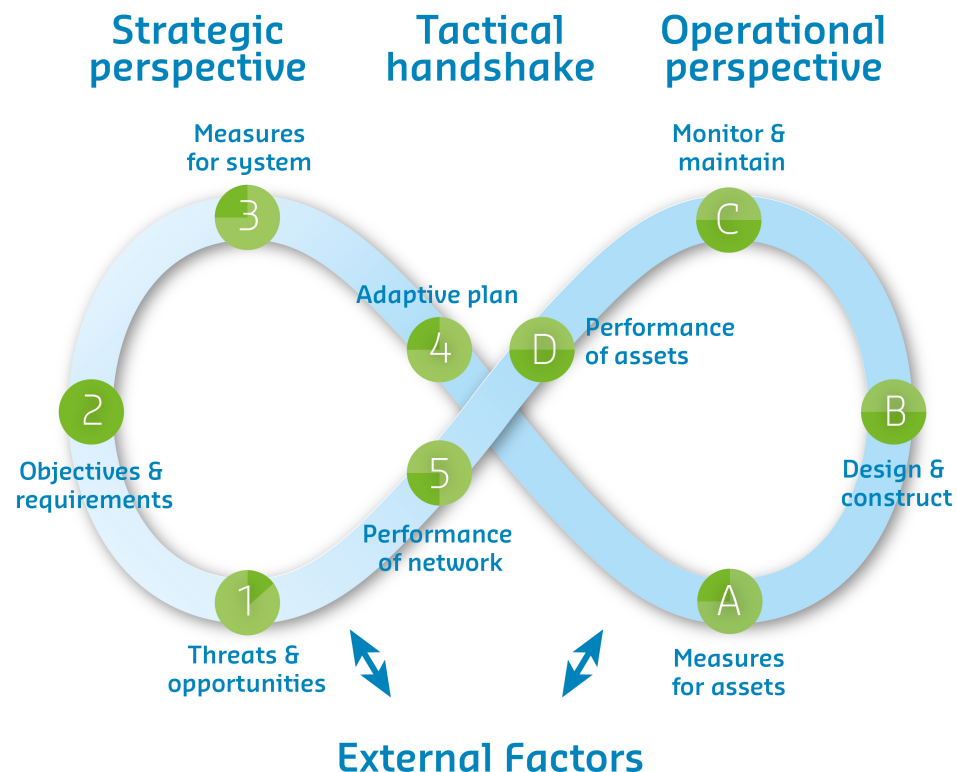 Strategic
perspective
Tactical
handshake
Operational
perspective
Measures
for system
Monitor &
maintain
3
C
Adaptive plan
4
D
Performance
of assets
2
B
Objectives &
requirements
5
Design &
construct
Performance
of network
1
A
Threats &
opportunities
Measures
for assets
External Factors